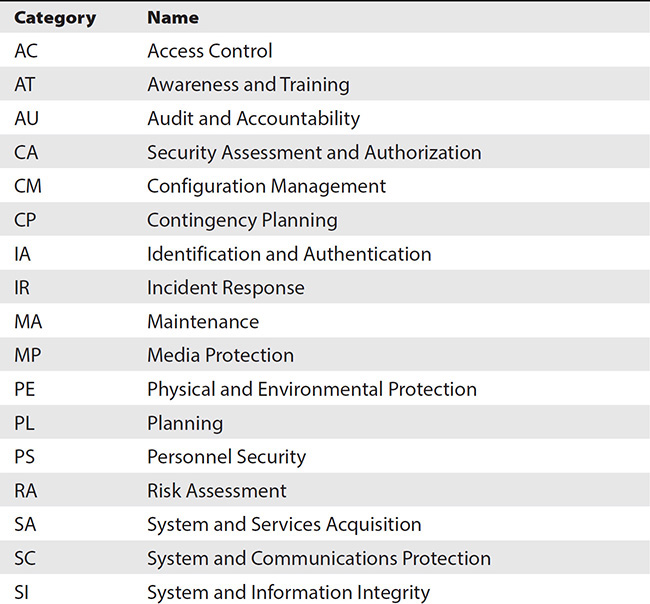 Category Name
AC Access Control
AT Awareness and Training
AU Audit and Accountability
CA Security Assessment and Authorization
CM Configuration Management
CP Contingency Planning
IA Identification and Authentication
IR Incident Response
MA Maintenance
MP Media Protection
PE Physical and Environmental Protection
PL Planning
PS Personnel Security
RA Risk Assessment
SA System and Services Acquisition
SC System and Communications Protection
SI System and Information Integrity